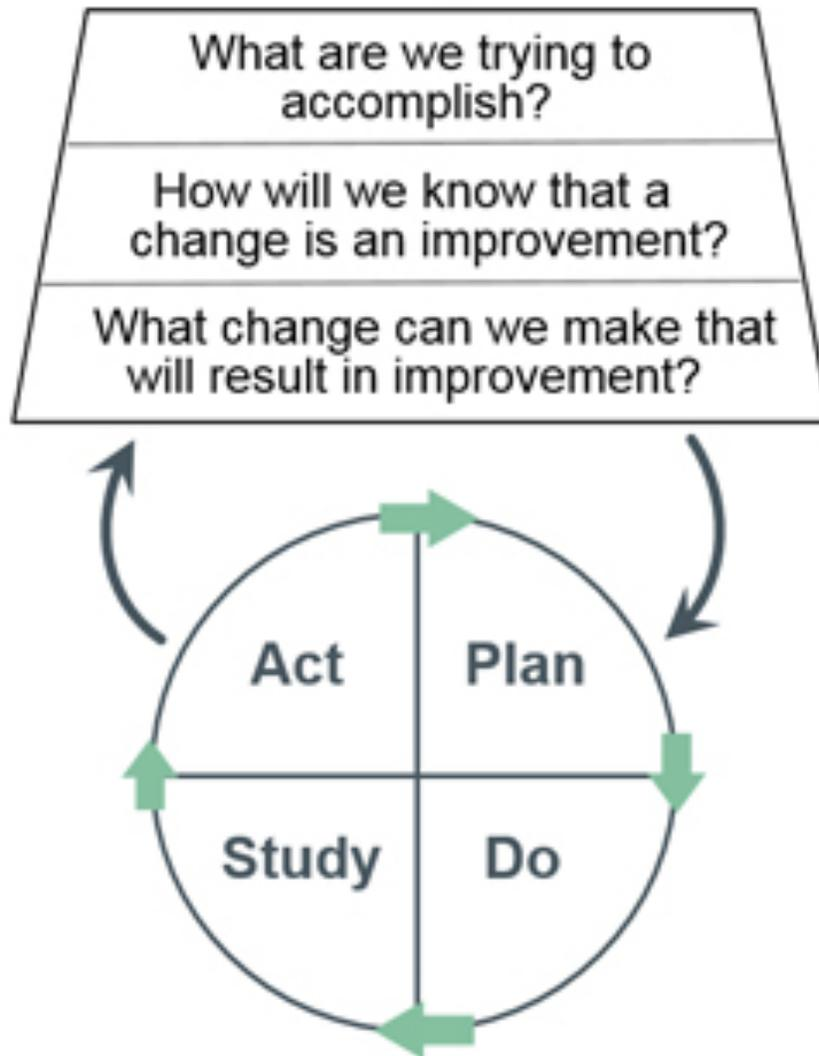 What are we trying to
accomplish?
How will we know that a
change is an improvement?
What change can we make that
will result in improvement?
Act
Plan
Study
Do